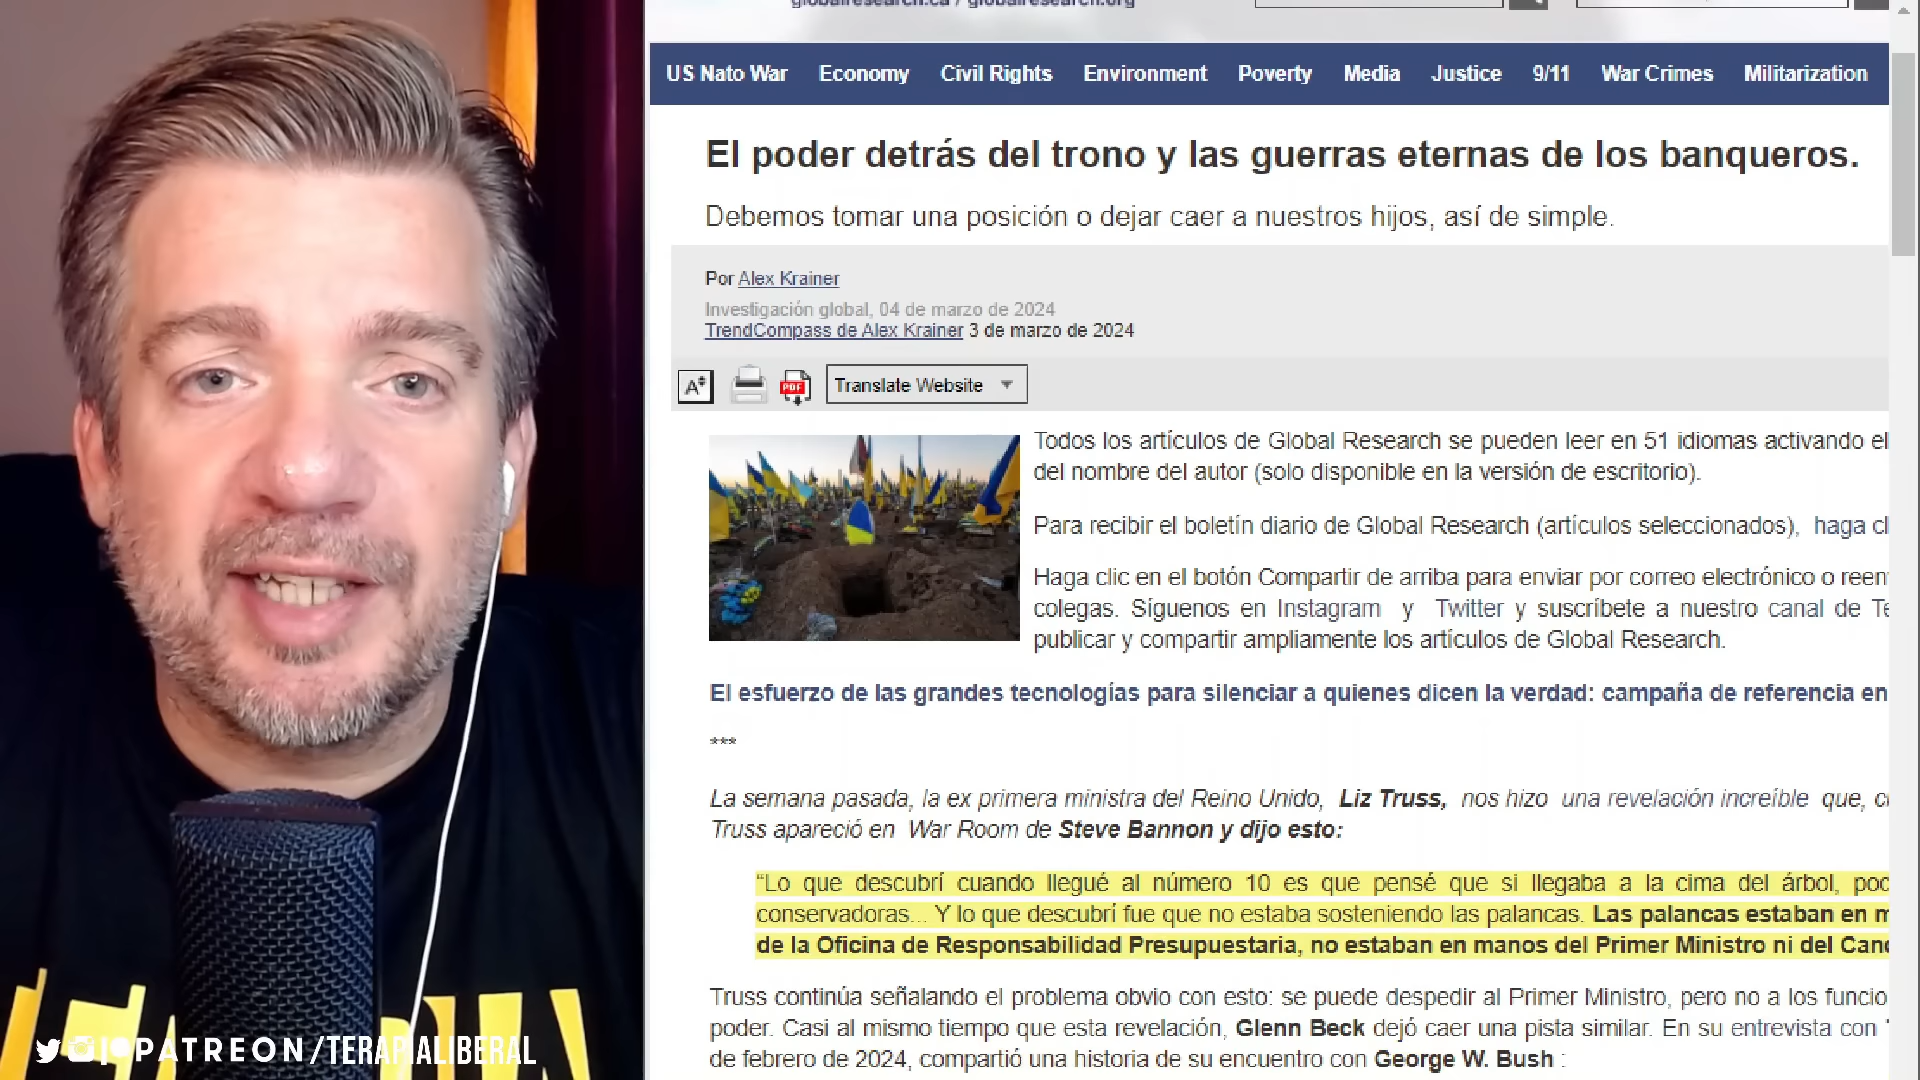 globalresearch.ca / globalresearch.org
US Nato War Economy Civil Rights Environment Poverty Media Justice 9/11 War Crimes Militarization
El poder detrás del trono y las guerras eternas de los banqueros.
Debemos tomar una posición o dejar caer a nuestros hijos, así de simple.
Por Alex Krainer
Investigación global, 04 de marzo de 2024
TrendCompass de Alex Krainer 3 de marzo de 2024
A PDF Translate Website
Todos los artículos de Global Research se pueden leer en 51 idiomas activando el
del nombre del autor (solo disponible en la versión de escritorio).
Para recibir el boletín diario de Global Research (artículos seleccionados), haga cl
Haga clic en el botón Compartir de arriba para enviar por correo electrónico o reen
colegas. Síguenos en Instagram y Twitter y suscríbete a nuestro canal de Te
publicar y compartir ampliamente los artículos de Global Research.
El esfuerzo de las grandes tecnologías para silenciar a quienes dicen la verdad: campaña de referencia en
***
La semana pasada, la ex primera ministra del Reino Unido, Liz Truss, nos hizo una revelación increíble que, c
Truss apareció en War Room de Steve Bannon y dijo esto:
“Lo que descubrí cuando llegué al número 10 es que pensé que si llegaba a la cima del árbol, pod
conservadoras... Y lo que descubrí fue que no estaba sosteniendo las palancas. Las palancas estaban en m
de la Oficina de Responsabilidad Presupuestaria, no estaban en manos del Primer Ministro ni del Canc
Truss continúa señalando el problema obvio con esto: se puede despedir al Primer Ministro, pero no a los funcio
poder. Casi al mismo tiempo que esta revelación, Glenn Beck dejó caer una pista similar. En su entrevista con
de febrero de 2024, compartió una historia de su encuentro con George W. Bush :
PATREON/TERAPIALIBERAL